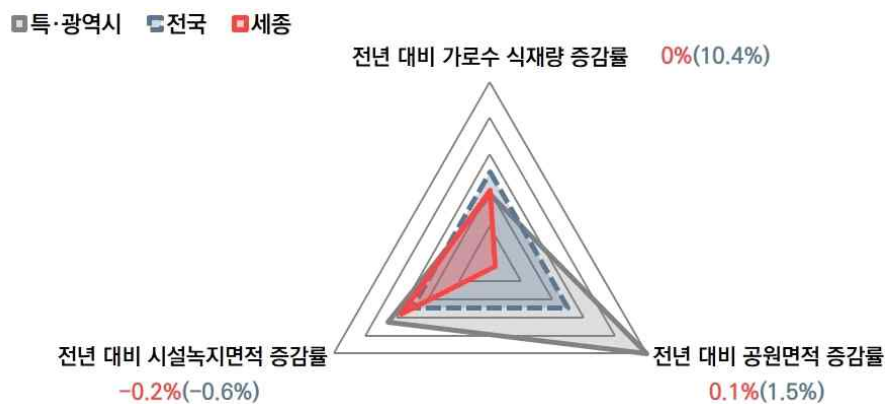 특·광역시 전국 세종
전년 대비 가로수 식재량 증감률 0%(10.4%)
전년 대비 시설녹지면적 증감률
−0.2%(−0.6%)
전년 대비 공원면적 증감률
0.1%(1.5%)